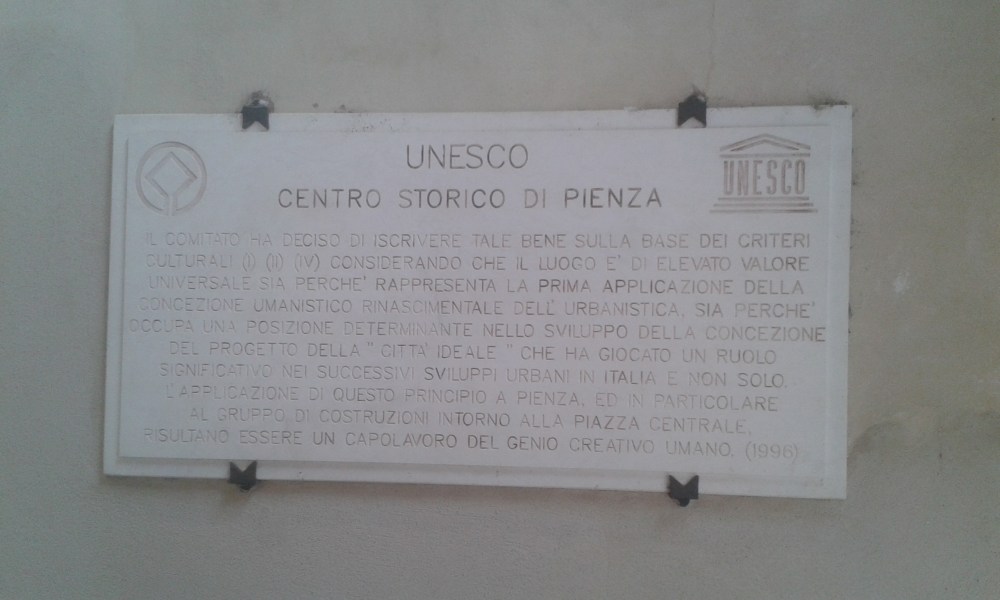 UNESCO
CENTRO STORICO DI PIENZA
UNESCO
IL COMITATO HA DECISO DI ISCRIVERE TALE BENE SULLA BASE DEI CRITERI
CULTURALI (I) (II) (IV) CONSIDERANDO CHE IL LUOGO E' DI ELEVATO VALORE
UNIVERSALE SIA PERCHE' RAPPRESENTA LA PRIMA APPLICAZIONE DELLA
CONCEZIONE UMANISTICO RINASCIMENTALE DELL' URBANISTICA, SIA PERCHE'
OCCUPA UNA POSIZIONE DETERMINANTE NELLO SVILUPPO DELLA CONCEZIONE
DEL PROGETTO DELLA " CITTA' IDEALE " CHE HA GIOCATO UN RUOLO
SIGNIFICATIVO NEI SUCCESSIVI SVILUPPI URBANI IN ITALIA E NON SOLO.
L'APPLICAZIONE DI QUESTO PRINCIPIO A PIENZA, ED IN PARTICOLARE
AL GRUPPO DI COSTRUZIONI INTORNO ALLA PIAZZA CENTRALE,
RISULTANO ESSERE UN CAPOLAVORO DEL GENIO CREATIVO UMANO. (1996)